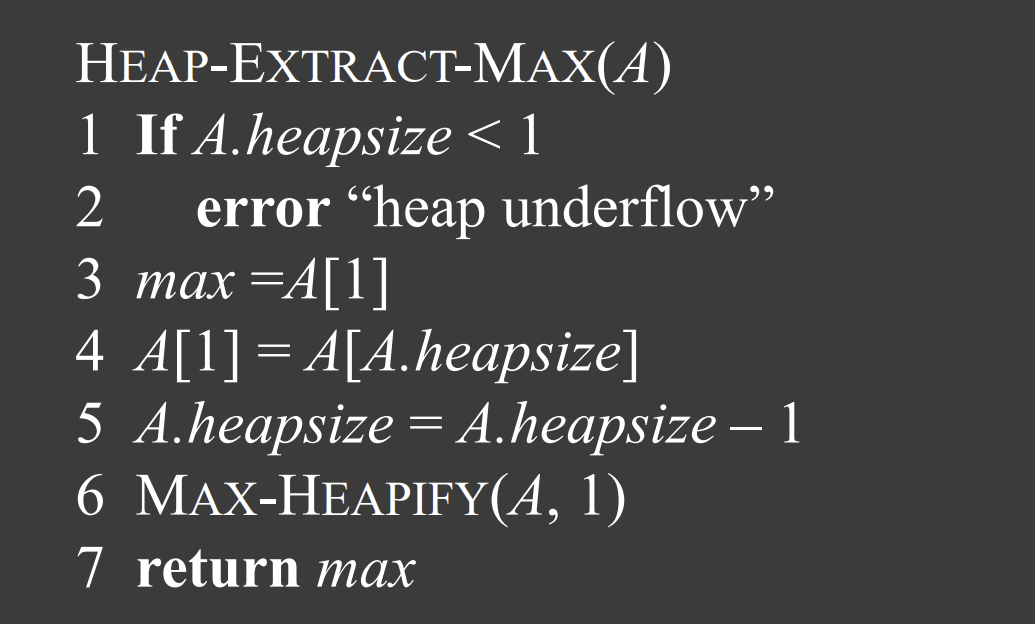 HEAP-EXTRACT-MAX(A)
1 If A.heapsize < 1
2 error “heap underflow”
3 max =A[1]
4 A[1] = A[A.heapsize]
5 A.heapsize = A.heapsize – 1
6 MAX-HEAPIFY(A, 1)
7 return max